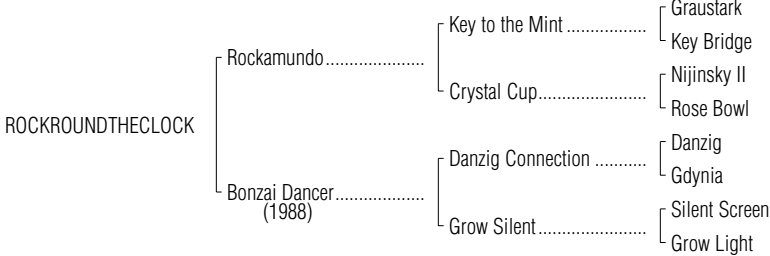 Graustark
Key to the Mint ................
Key Bridge
Rockamundo....................
Nijinsky II
Crystal Cup.....................
Rose Bowl
ROCKROUNDTHECLOCK
Danzig
Danzig Connection ...........
Gdynia
Bonzai Dancer..................
(1988)
Silent Screen
Grow Silent.....................
Grow Light